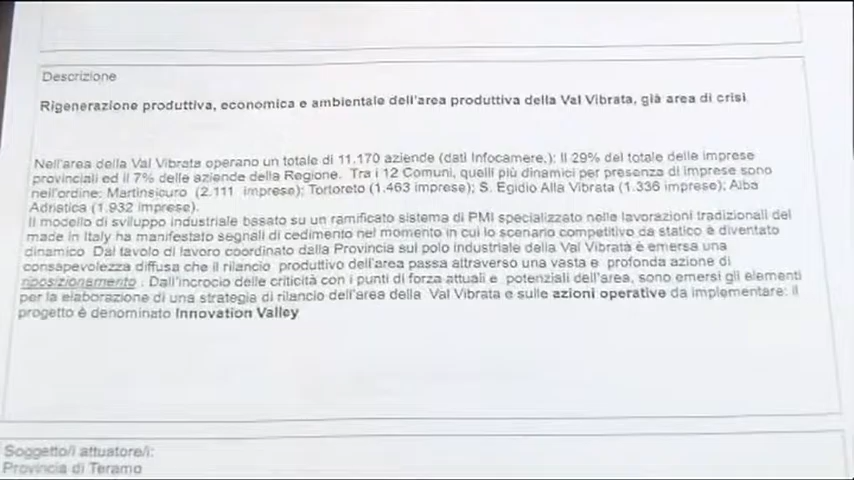 Descrizione
Rigenerazione produttiva, economica e ambientale dell'area produttiva della Val Vibrata, già area di crisi
Nell'area della Val Vibrata operano un totale di 11.170 aziende (dati Infocamere.): Il 29% del totale delle imprese
provinciali ed il 7% delle aziende della Regione. Tra i 12 Comuni, quelli più dinamici per presenza di imprese sono
nell'ordine: Martinsicuro (2.111 imprese); Tortoreto (1.463 imprese); S. Egidio Alla Vibrata (1.336 imprese); Alba
Adriatica (1.932 imprese).
Il modello di sviluppo industriale basato su un ramificato sistema di PMI specializzato nelle lavorazioni tradizionali del
made in Italy ha manifestato segnali di cedimento nel momento in cui lo scenario competitivo da statico è diventato
dinamico Dal tavolo di lavoro coordinato dalla Provincia sul polo industriale della Val Vibrata è emersa una
consapevolezza diffusa che il rilancio produttivo dell'area passa attraverso una vasta e profonda azione di
riposizionamento . Dall'incrocio delle criticità con i punti di forza attuali e potenziali dell'area, sono emersi gli elementi
per la elaborazione di una strategia di rilancio dell'area della Val Vibrata e sulle azioni operative da implementare: il
progetto è denominato Innovation Valley
Soggetto/i attuatore/i:
Provincia di Teramo